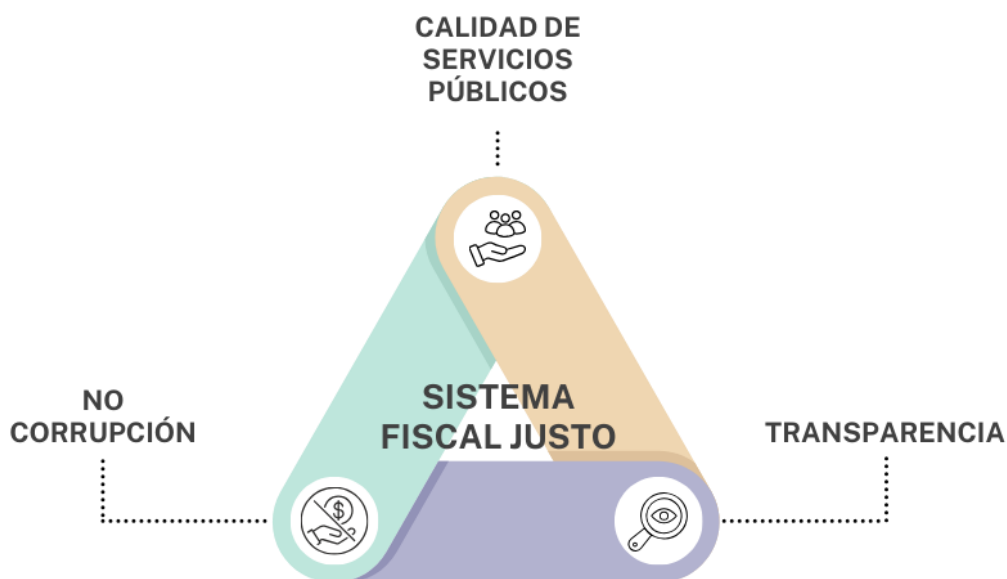 CALIDAD DE
SERVICIOS
PÚBLICOS
SISTEMA
FISCAL JUSTO
NO
CORRUPCIÓN
TRANSPARENCIA
$